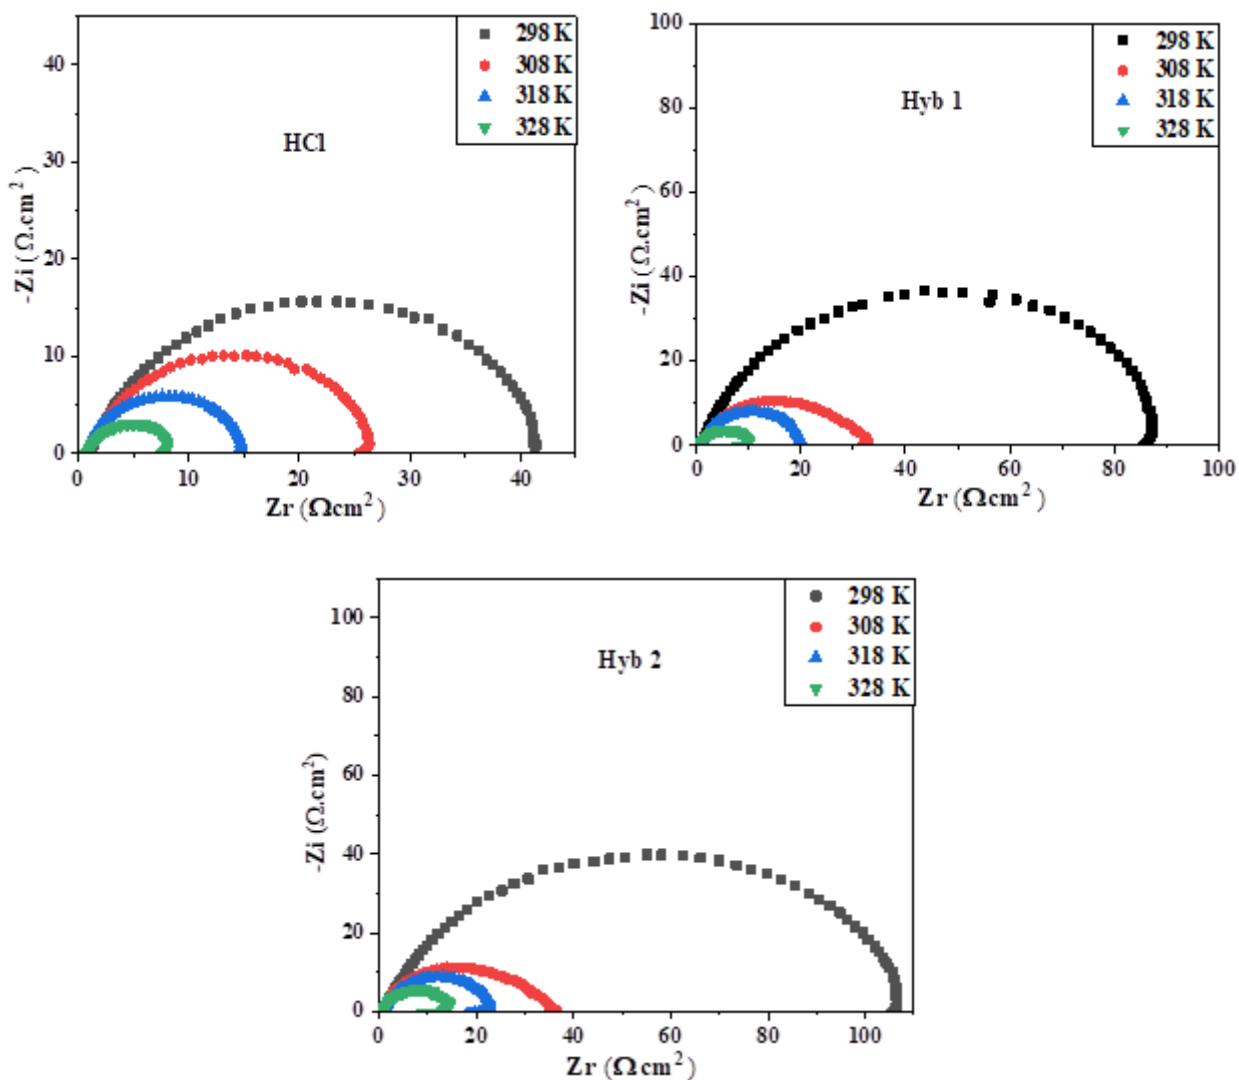 298 K
308 K
318 K
328 K
HCl
-Zi (Ω.cm²)
40
30
20
10
0
0 10 20 30 40
Zr (Ωcm²)
298 K
308 K
318 K
328 K
Hyb 1
-Zi (Ω.cm²)
100
80
60
40
20
0
0 20 40 60 80 100
Zr (Ωcm²)
298 K
308 K
318 K
328 K
Hyb 2
-Zi (Ω.cm²)
100
80
60
40
20
0
0 20 40 60 80 100
Zr (Ωcm²)